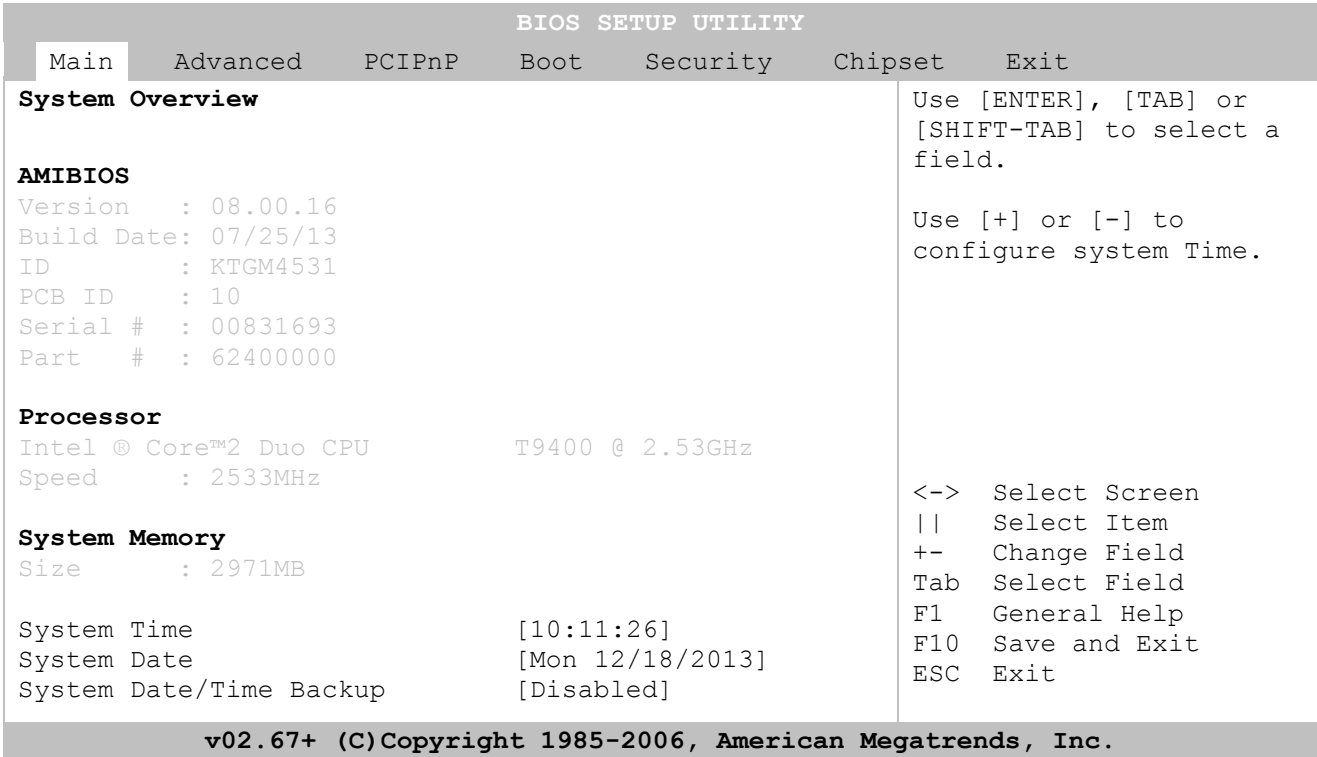 BIOS SETUP UTILITY
Main Advanced PCIPnP Boot Security Chipset Exit
System Overview
AMIBIOS
Version : 08.00.16
Build Date: 07/25/13
ID : KTGM4531
PCB ID : 10
Serial # : 00831693
Part # : 62400000
Processor
Intel ® Core™2 Duo CPU T9400 @ 2.53GHz
Speed : 2533MHz
System Memory
Size : 2971MB
System Time [10:11:26]
System Date [Mon 12/18/2013]
System Date/Time Backup [Disabled]
Use [ENTER], [TAB] or
[SHIFT-TAB] to select a
field.
Use [+] or [-] to
configure system Time.
<-> Select Screen
|| Select Item
+- Change Field
Tab Select Field
F1 General Help
F10 Save and Exit
ESC Exit
v02.67+ (C)Copyright 1985-2006, American Megatrends, Inc.